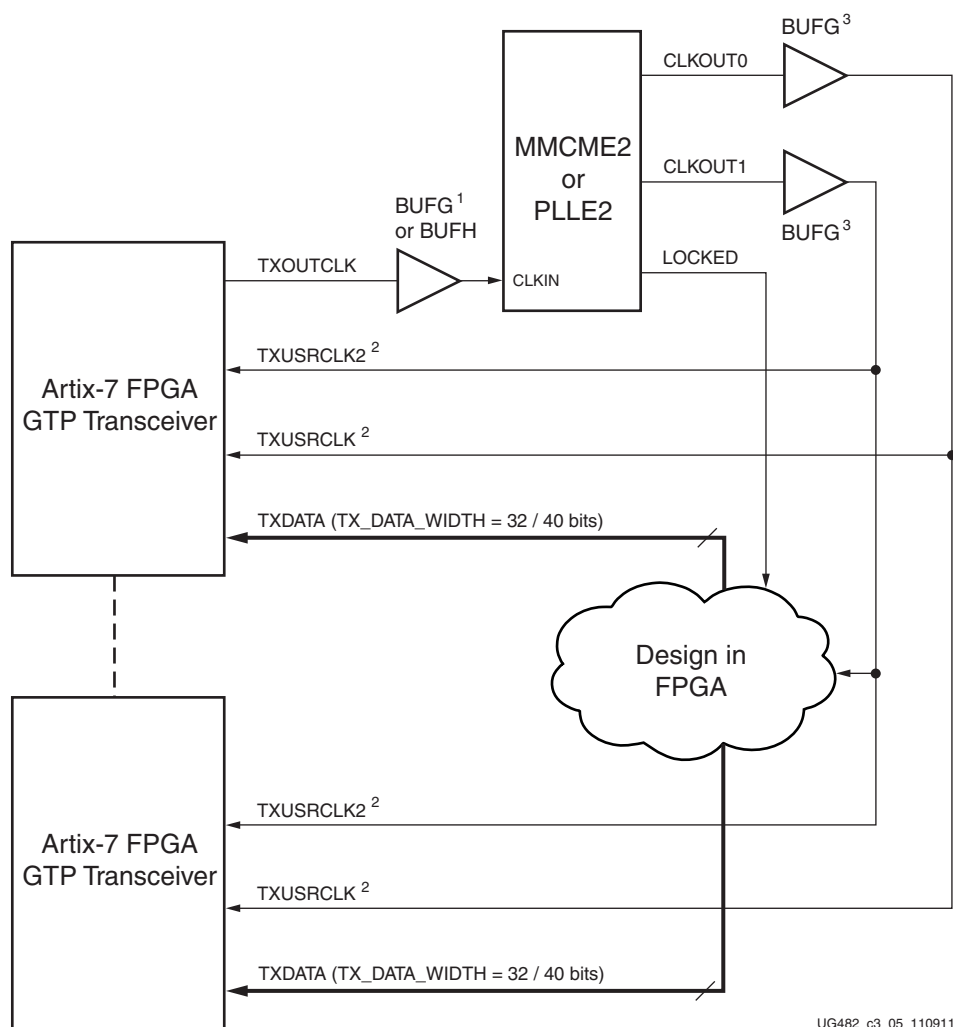 BUFG 3
CLKOUT0
MMCME2
or
PLLE2
CLKOUT1
BUFG 3
BUFG 1
or BUFH
TXOUTCLK
CLKIN
LOCKED
TXUSRCLK2 2
Artix-7 FPGA
GTP Transceiver
TXUSRCLK 2
TXDATA (TX_DATA_WIDTH = 32 / 40 bits)
Design in
FPGA
TXUSRCLK2 2
Artix-7 FPGA
GTP Transceiver
TXUSRCLK 2
TXDATA (TX_DATA_WIDTH = 32 / 40 bits)
UG482_c3_05_110911